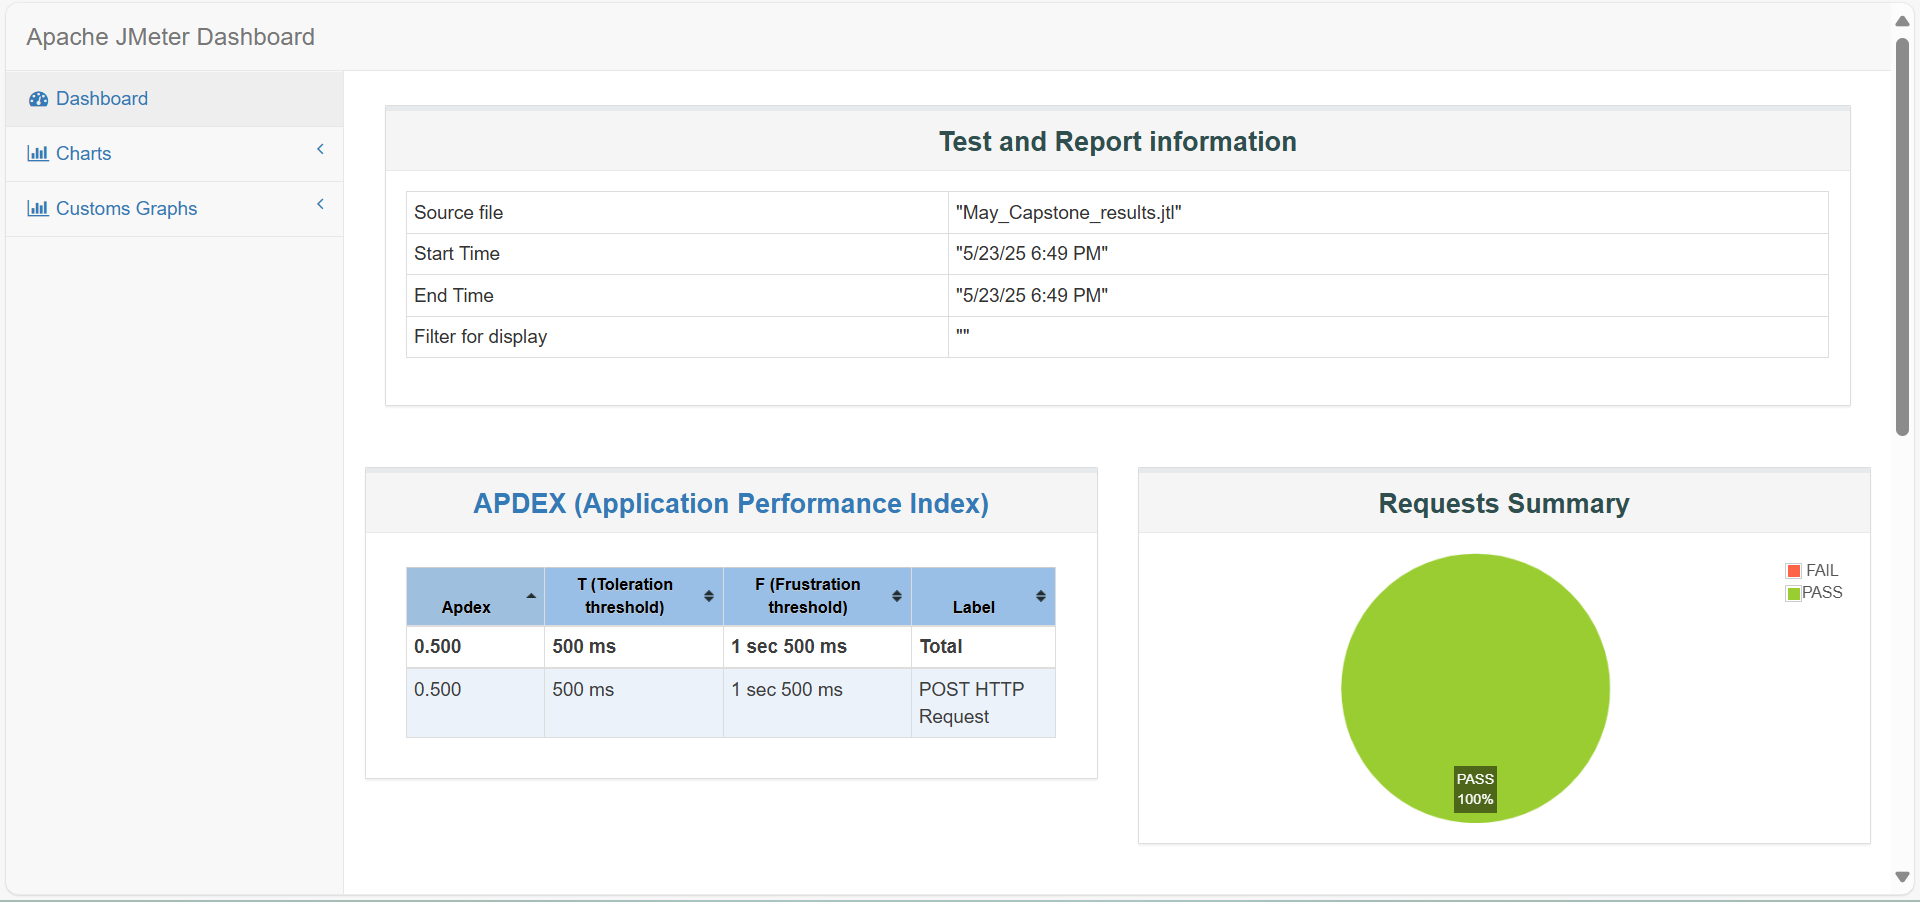 Apache JMeter Dashboard
Dashboard
Charts
Customs Graphs
Test and Report information
Source file "May_Capstone_results.jtl"
Start Time "5/23/25 6:49 PM"
End Time "5/23/25 6:49 PM"
Filter for display ""
APDEX (Application Performance Index)
Apdex T (Toleration threshold) F (Frustration threshold) Label
0.500 500 ms 1 sec 500 ms Total
0.500 500 ms 1 sec 500 ms POST HTTP Request
Requests Summary
FAIL
PASS
PASS
100%